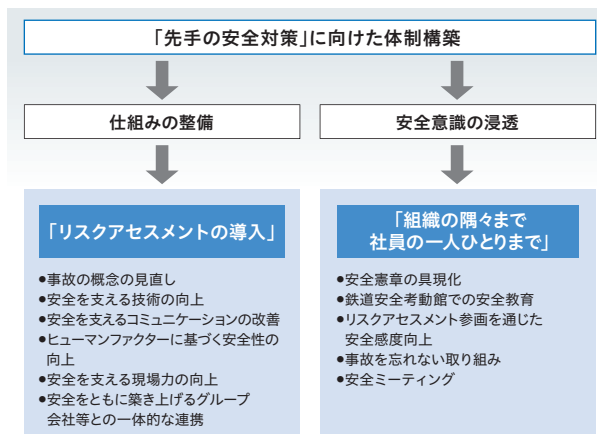 「先手の安全対策」に向けた体制構築
仕組みの整備
安全意識の浸透
「リスクアセスメントの導入」
●事故の概念の見直し
●安全を支える技術の向上
●安全を支えるコミュニケーションの改善
●ヒューマンファクターに基づく安全性の
向上
●安全を支える現場力の向上
●安全をともに築き上げるグループ
会社等との一体的な連携
「組織の隅々まで
社員の一人ひとりまで」
●安全憲章の具現化
●鉄道安全考動館での安全教育
●リスクアセスメント参画を通じた
安全感度向上
●事故を忘れない取り組み
●安全ミーティング